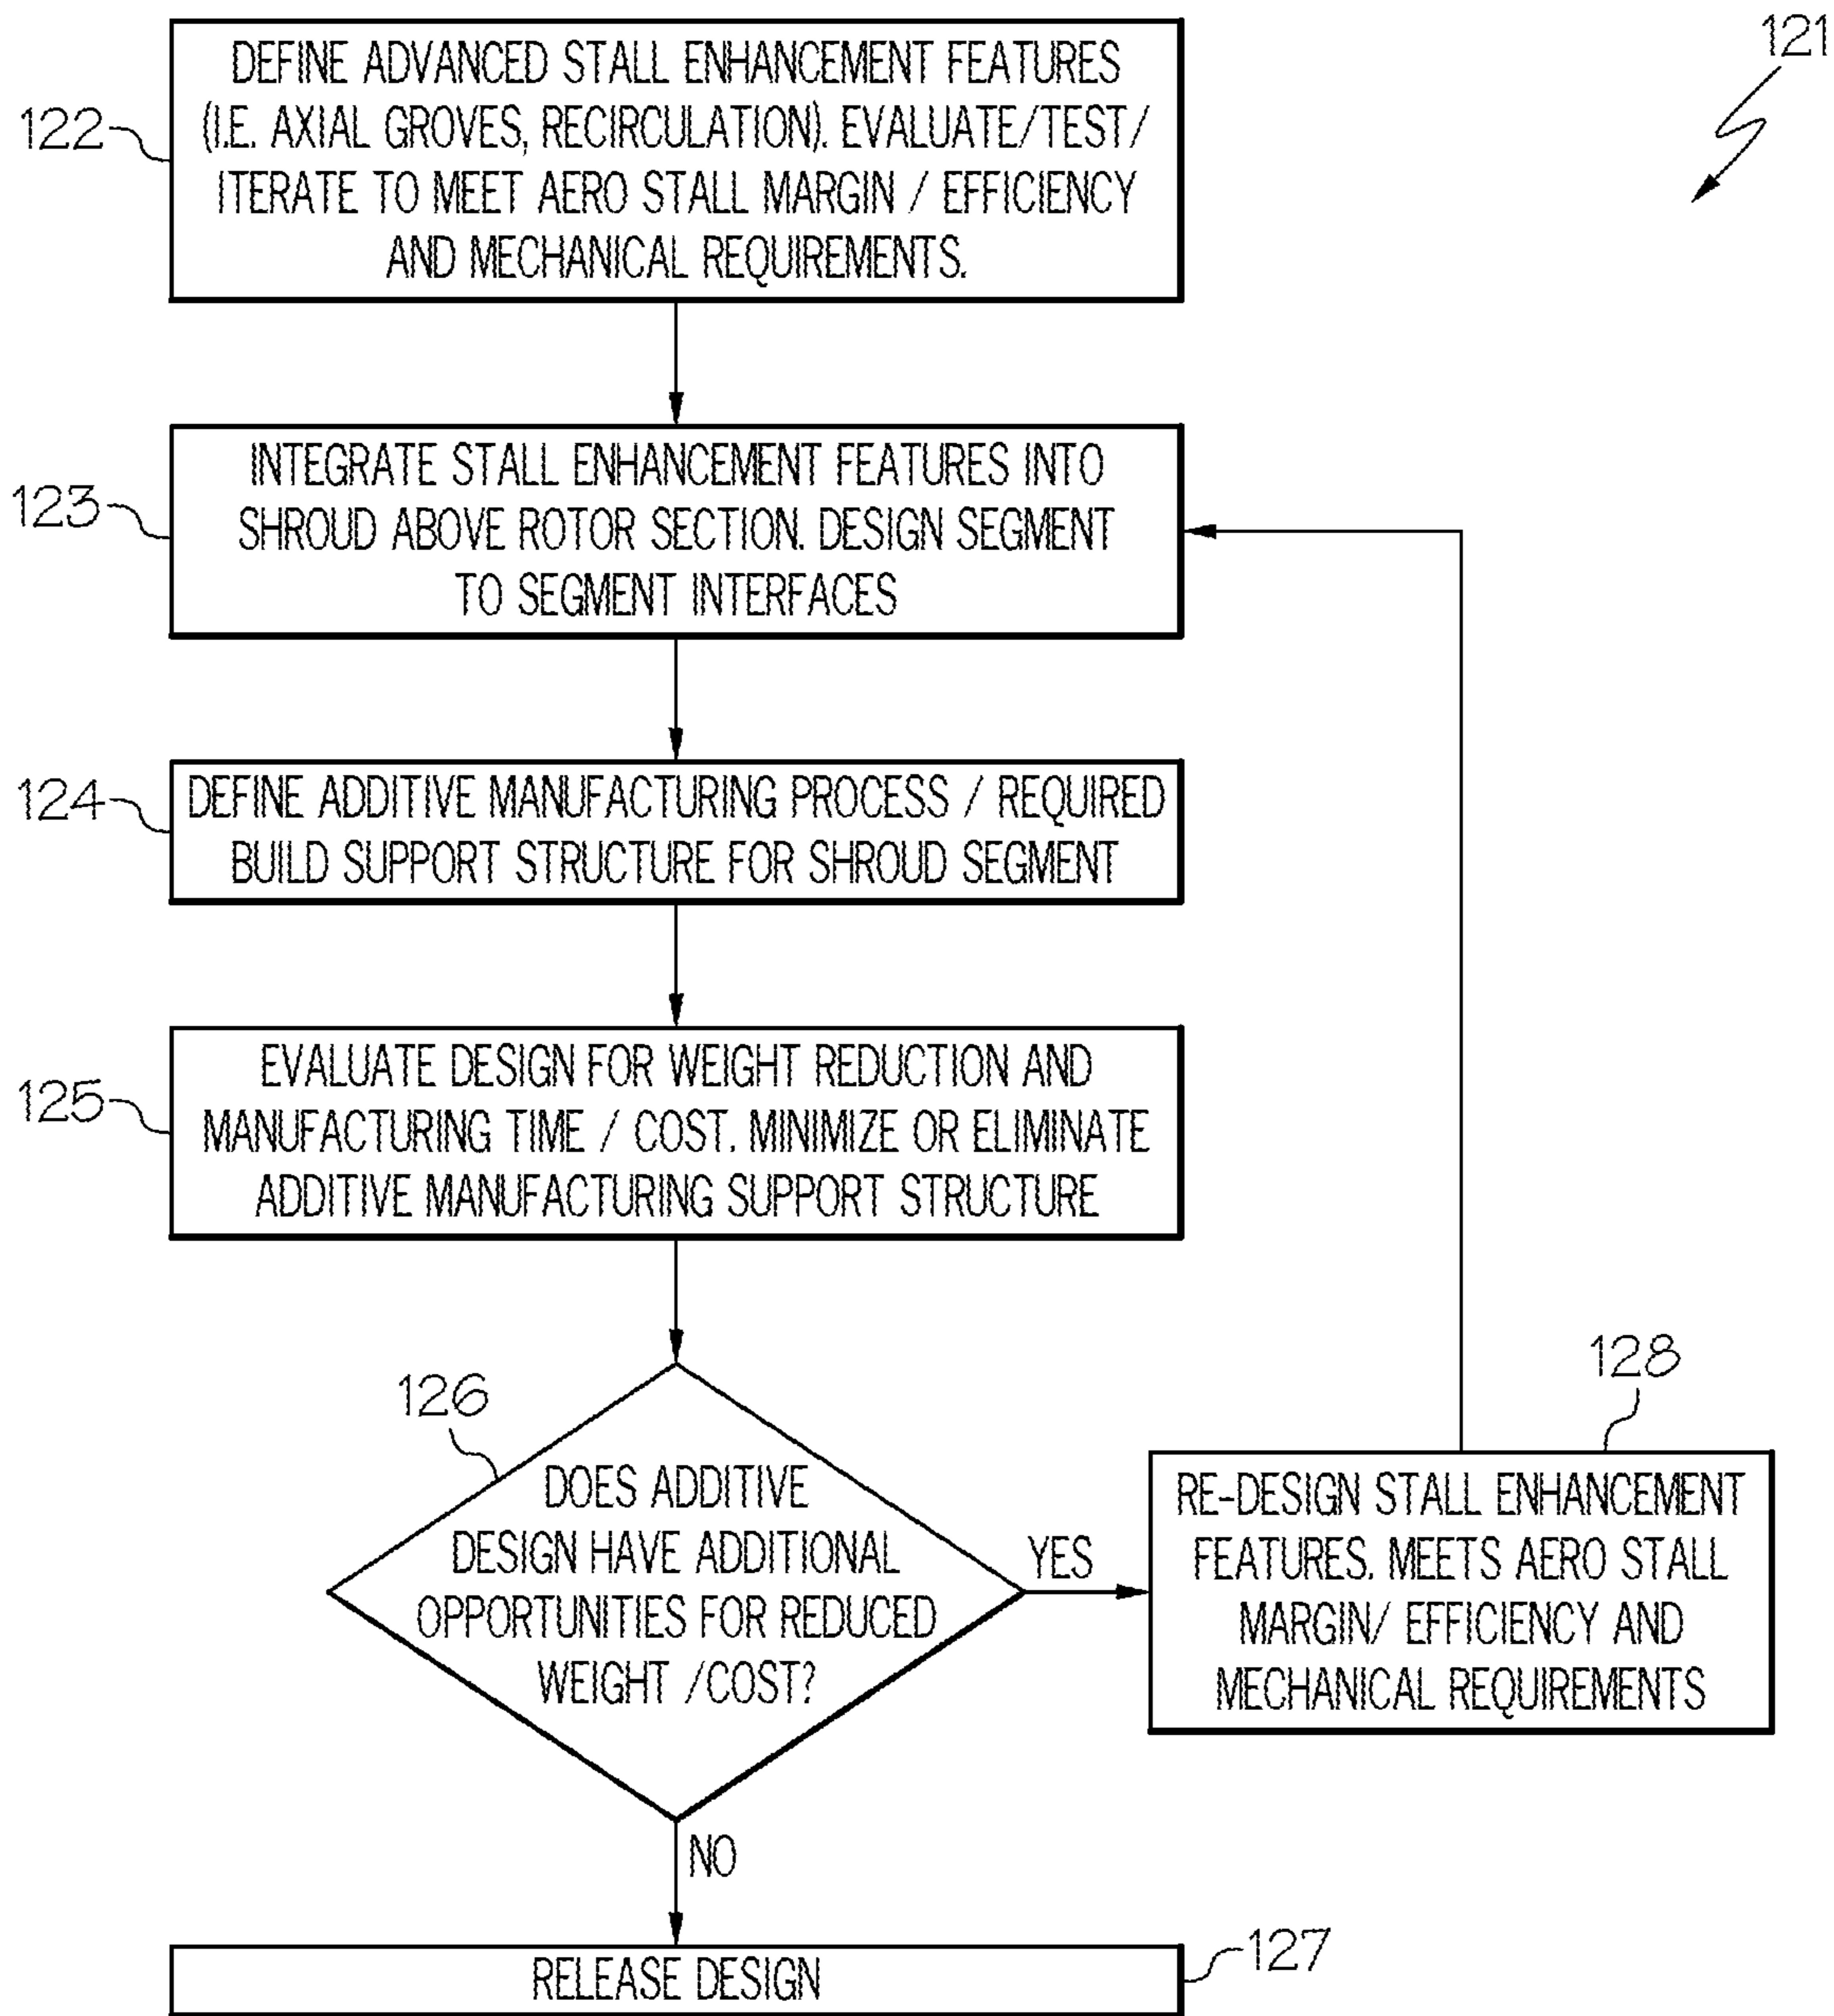 121
122
DEFINE ADVANCED STALL ENHANCEMENT FEATURES
(I.E. AXIAL GROVES, RECIRCULATION). EVALUATE/TEST/
ITERATE TO MEET AERO STALL MARGIN / EFFICIENCY
AND MECHANICAL REQUIREMENTS.
123
INTEGRATE STALL ENHANCEMENT FEATURES INTO
SHROUD ABOVE ROTOR SECTION. DESIGN SEGMENT
TO SEGMENT INTERFACES
124
DEFINE ADDITIVE MANUFACTURING PROCESS / REQUIRED
BUILD SUPPORT STRUCTURE FOR SHROUD SEGMENT
125
EVALUATE DESIGN FOR WEIGHT REDUCTION AND
MANUFACTURING TIME / COST. MINIMIZE OR ELIMINATE
ADDITIVE MANUFACTURING SUPPORT STRUCTURE
126
DOES ADDITIVE
DESIGN HAVE ADDITIONAL
OPPORTUNITIES FOR REDUCED
WEIGHT /COST?
YES
128
RE-DESIGN STALL ENHANCEMENT
FEATURES. MEETS AERO STALL
MARGIN/ EFFICIENCY AND
MECHANICAL REQUIREMENTS
NO
RELEASE DESIGN
127